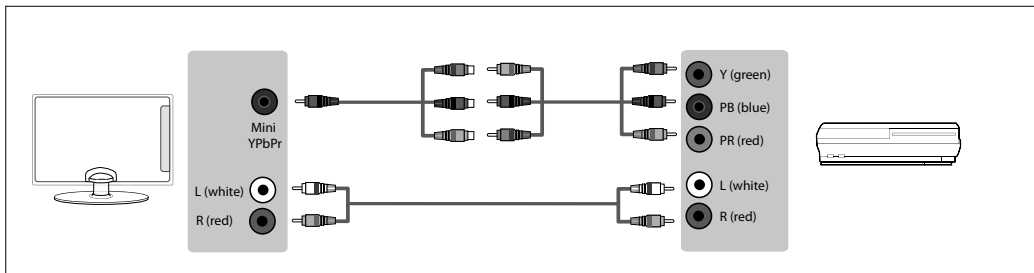 Mini
YPbPr
L (white)
R (red)
Y (green)
PB (blue)
PR (red)
L (white)
R (red)